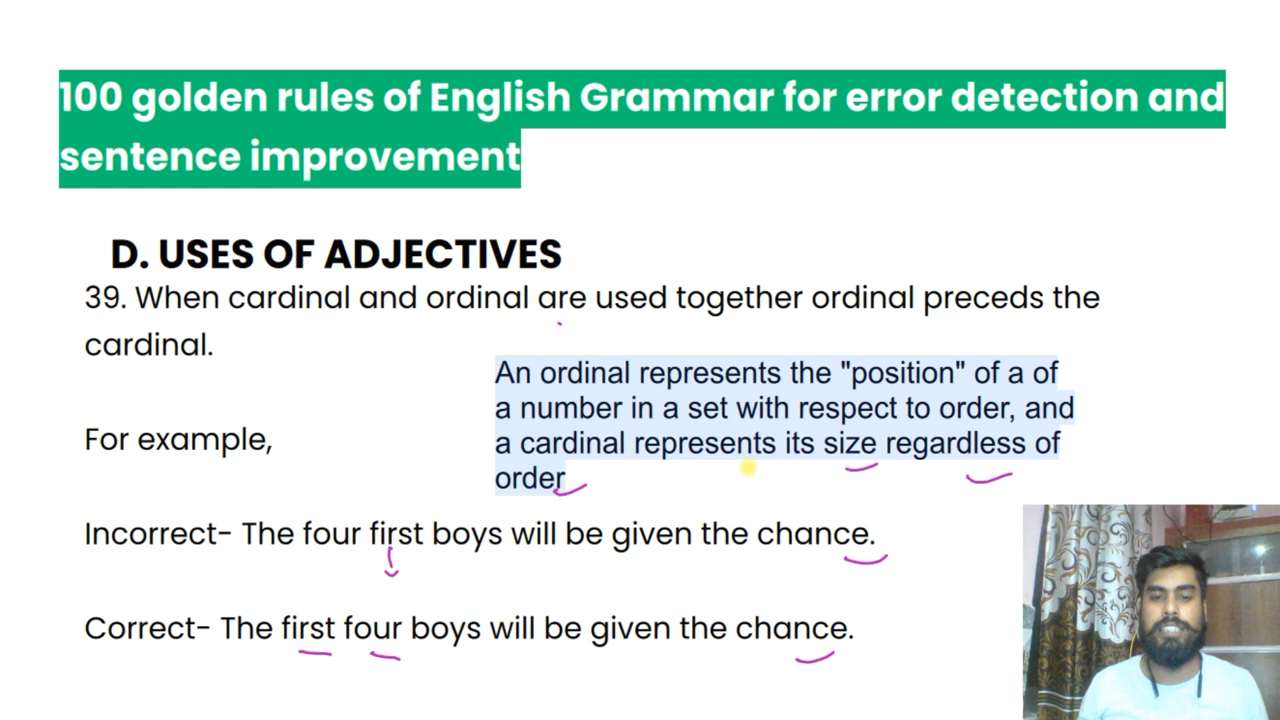 100 golden rules of English Grammar for error detection and
sentence improvement
D. USES OF ADJECTIVES
39. When cardinal and ordinal are used together ordinal preceds the
cardinal.
An ordinal represents the "position" of a of
a number in a set with respect to order, and
For example,
a cardinal represents its size regardless of
order
Incorrect- The four first boys will be given the chance.
Correct- The first four boys will be given the chance.